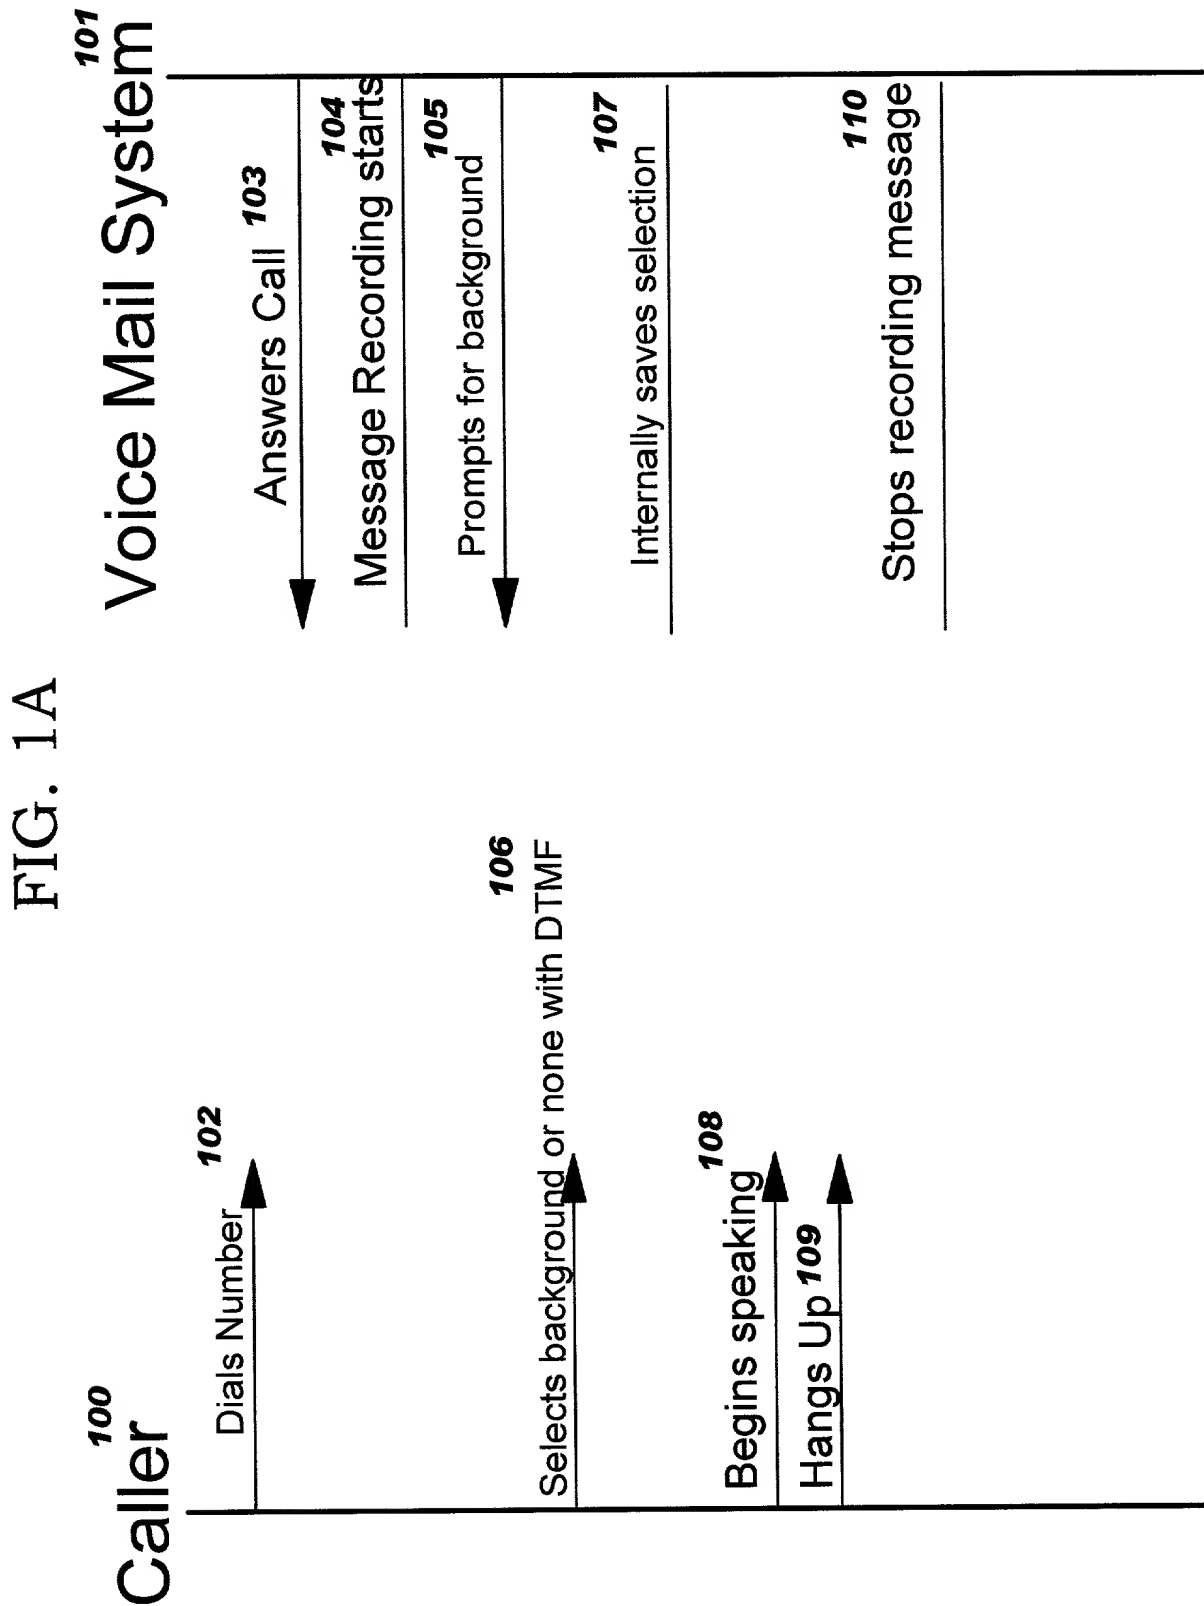 FIG. 1A
100
Caller
101
Voice Mail System
102
Dials Number
103
Answers Call
104
Message Recording starts
105
Prompts for background
106
Selects background or none with DTMF
107
Internally saves selection
108
Begins speaking
109
Hangs Up
110
Stops recording message